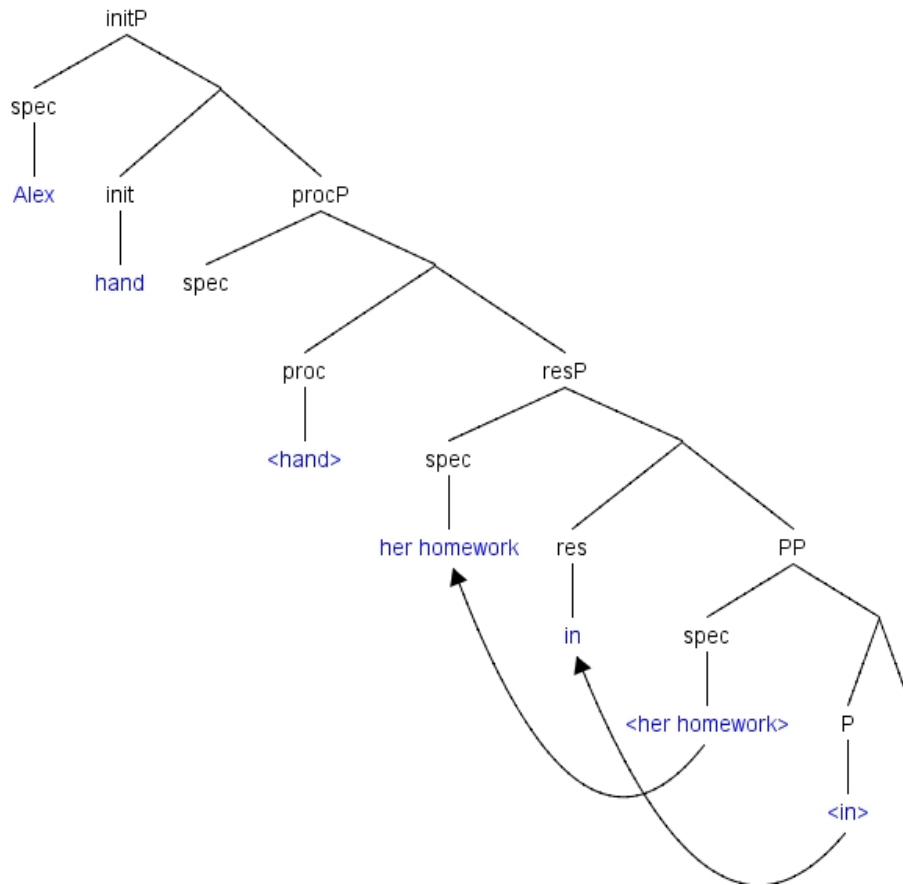 initP
spec
Alex init procP
hand spec
proc resP
<hand> spec
her homework res PP
in spec
<her homework> P
<in>